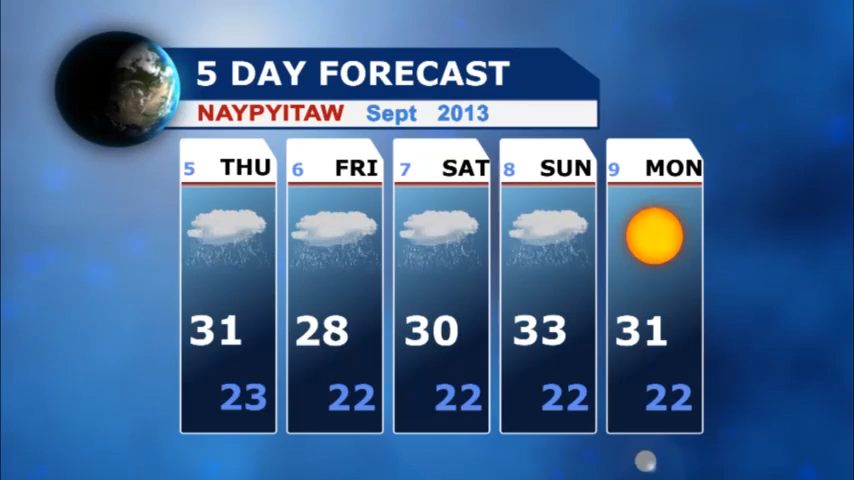 5 DAY FORECAST
NAYPYITAW Sept 2013
5 THU 6 FRI 7 SAT 8 SUN 9 MON
31 28 30 33 31
23 22 22 22 22